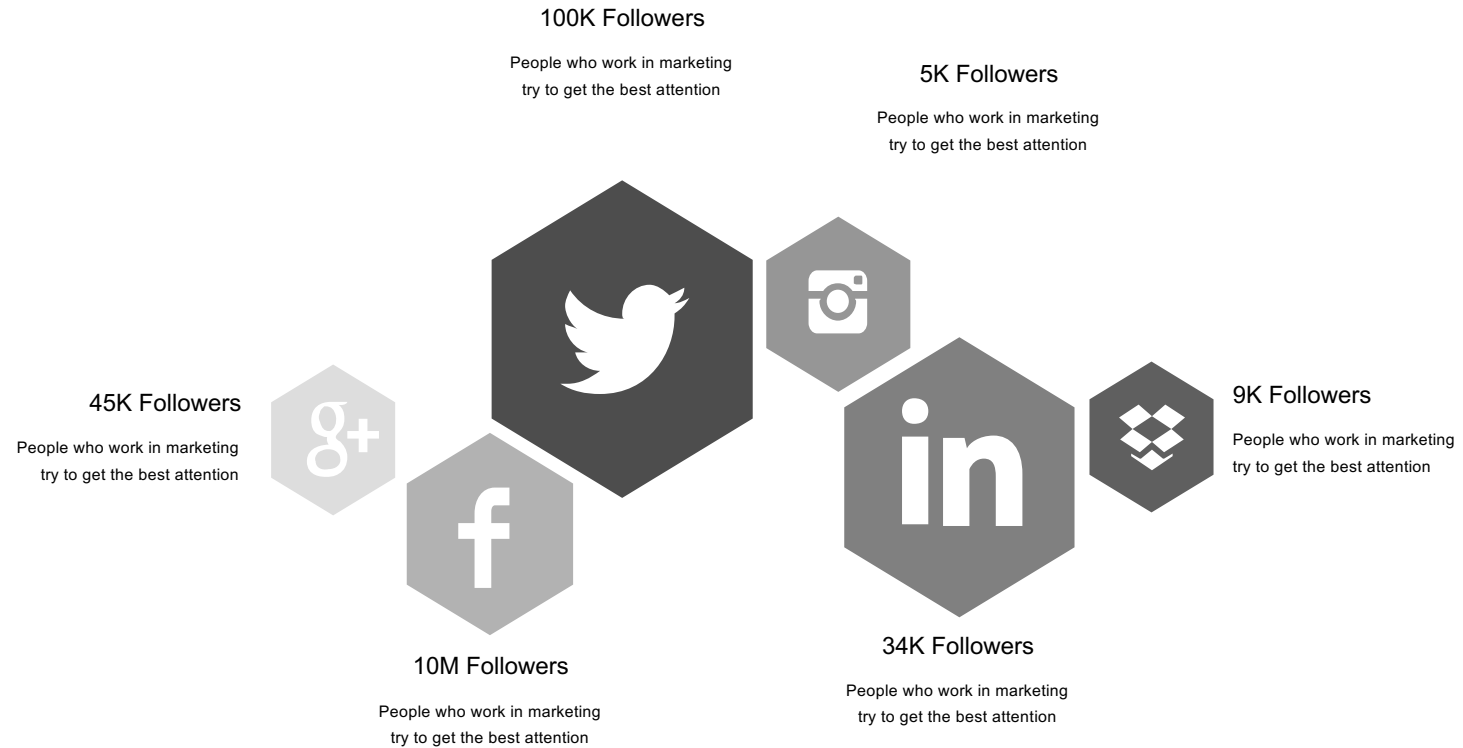 100K Followers
People who work in marketing
try to get the best attention
5K Followers
People who work in marketing
try to get the best attention
45K Followers
People who work in marketing
try to get the best attention
g+
f
in
9K Followers
People who work in marketing
try to get the best attention
10M Followers
People who work in marketing
try to get the best attention
34K Followers
People who work in marketing
try to get the best attention